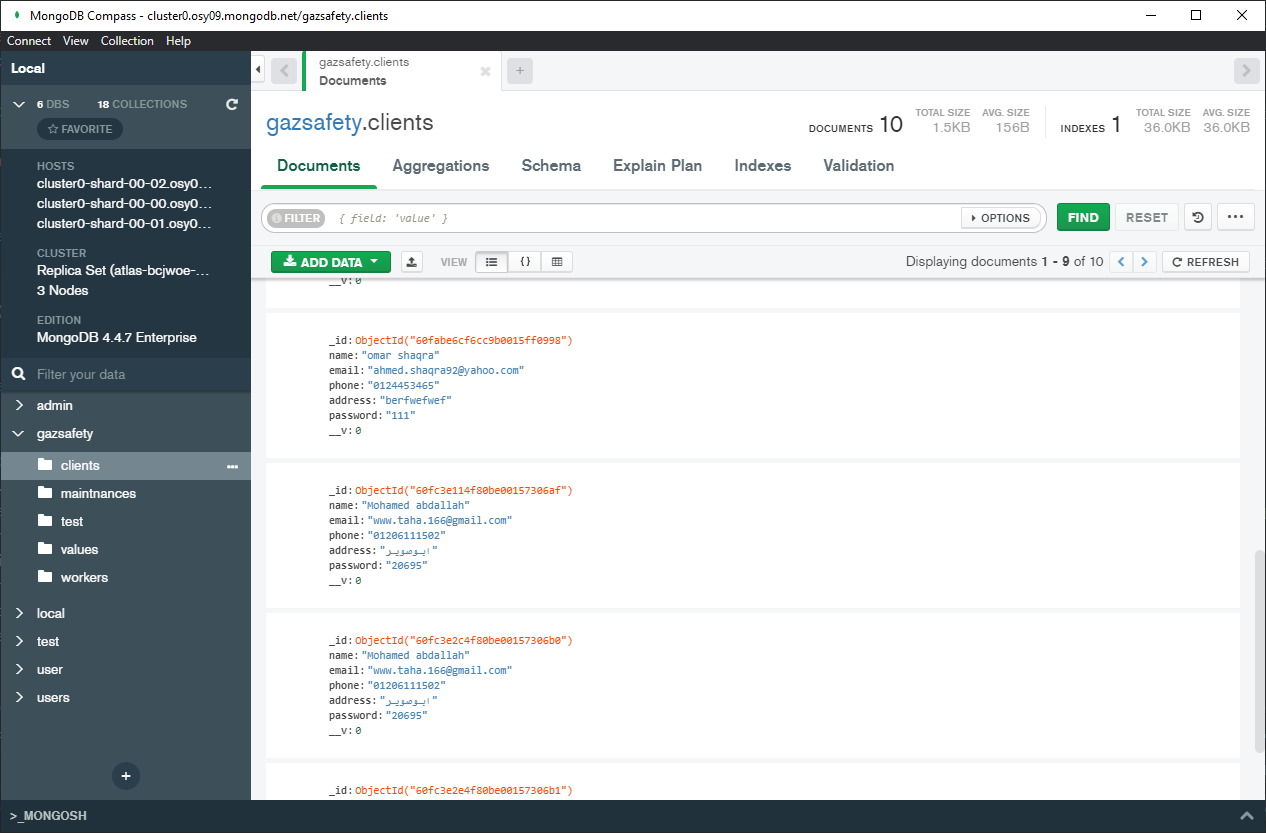 MongoDB Compass - cluster0.osy09.mongodb.net/gazsafety.clients
Connect View Collection Help
Local
6 DBS 18 COLLECTIONS
FAVORITE
HOSTS
cluster0-shard-00-02.osy0...
cluster0-shard-00-00.osy0...
cluster0-shard-00-01.osy0...
CLUSTER
Replica Set (atlas-bcjwoe-...
3 Nodes
EDITION
MongoDB 4.4.7 Enterprise
Filter your data
admin
gazsafety
clients
maintnances
test
values
workers
local
test
user
users
gazsafety.clients
Documents
gazsafety.clients
DOCUMENTS 10
TOTAL SIZE 1.5KB
AVG. SIZE 156B
INDEXES 1
TOTAL SIZE 36.0KB
AVG. SIZE 36.0KB
Documents Aggregations Schema Explain Plan Indexes Validation
FILTER { field: 'value' } OPTIONS FIND RESET
ADD DATA VIEW Displaying documents 1 - 9 of 10 REFRESH
__v: 0
_id: ObjectId("60fabe6cf6cc9b0015ff0998")
name: "omar shaqra"
email: "ahmed.shaqra92@yahoo.com"
phone: "0124453465"
address: "berfwefwef"
password: "111"
__v: 0
_id: ObjectId("60fc3e114f80be00157306af")
name: "Mohamed abdallah"
email: "www.taha.166@gmail.com"
phone: "01206111502"
address: "ابوصوير"
password: "20695"
__v: 0
_id: ObjectId("60fc3e2c4f80be00157306b0")
name: "Mohamed abdallah"
email: "www.taha.166@gmail.com"
phone: "01206111502"
address: "ابوصوير"
password: "20695"
__v: 0
_id: ObjectId("60fc3e2e4f80be00157306b1")
>_MONGOSH